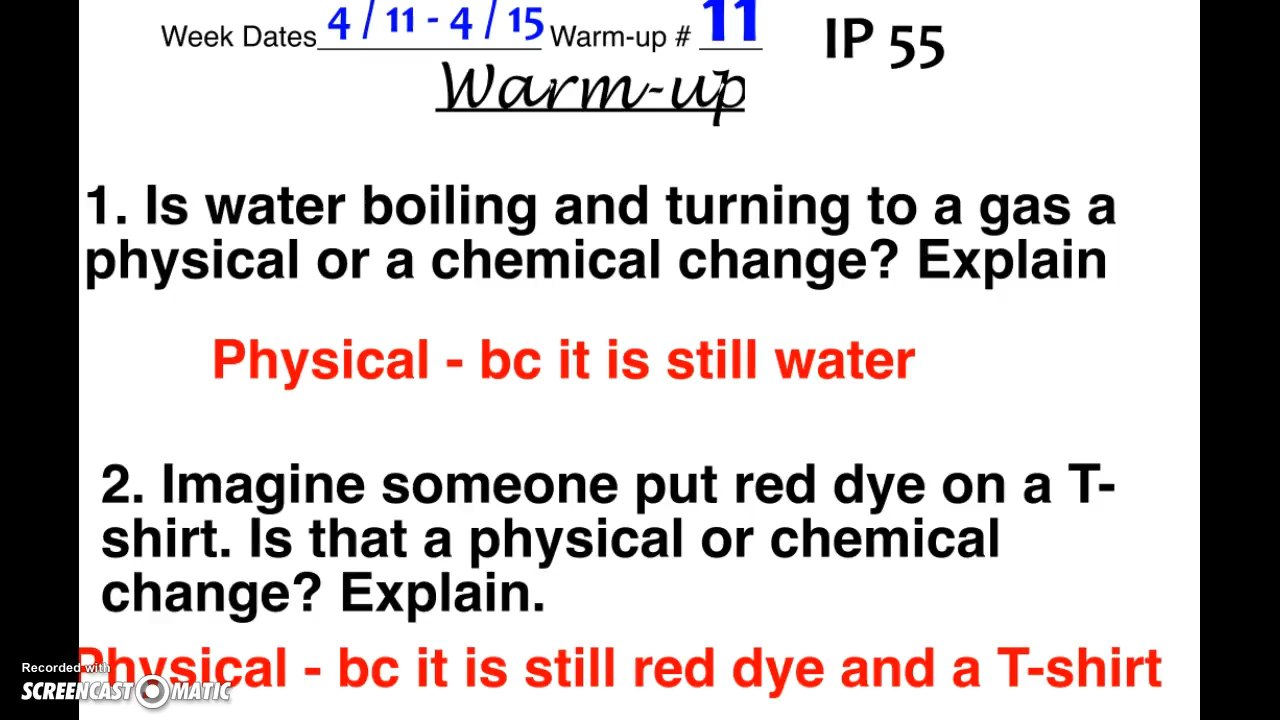 Week Dates 4 / 11 - 4 / 15 Warm-up # 11 IP 55
Warm-up
1. Is water boiling and turning to a gas a
physical or a chemical change? Explain
Physical - bc it is still water
2. Imagine someone put red dye on a T-
shirt. Is that a physical or chemical
change? Explain.
Physical - bc it is still red dye and a T-shirt
Recorded with
SCREENCAST-O-MATIC